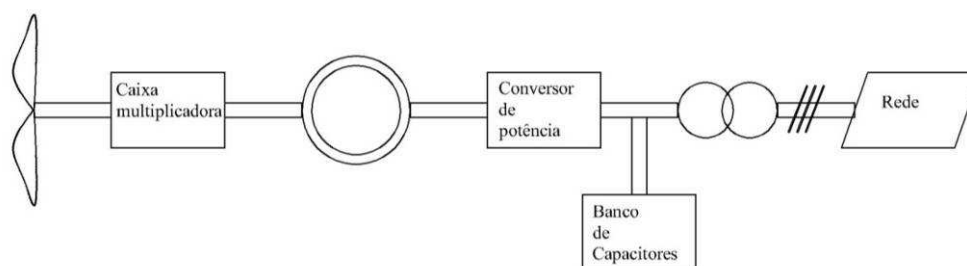 Caixa
multiplicadora
Conversor
de
potência
Rede
Banco
de
Capacitores